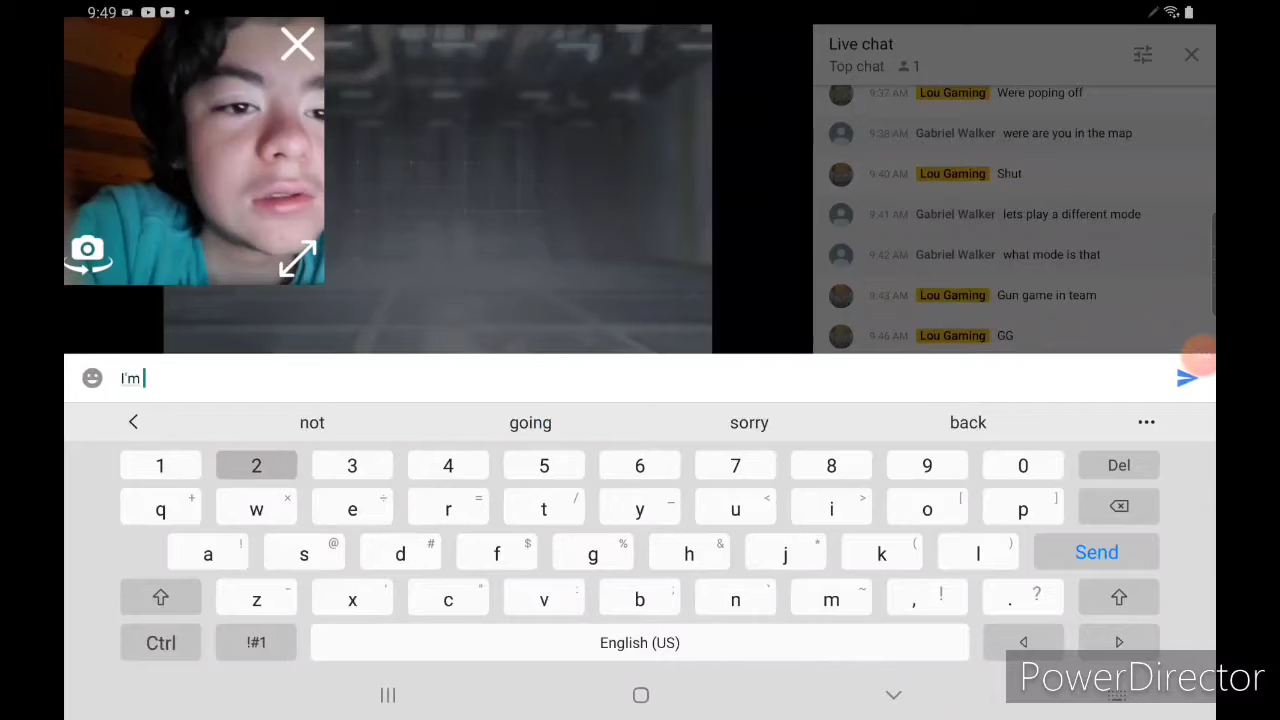 9:49
Live chat
Top chat 1
9:37 AM Lou Gaming Were poping off
9:38 AM Gabriel Walker were are you in the map
9:40 AM Lou Gaming Shut
9:41 AM Gabriel Walker lets play a different mode
9:42 AM Gabriel Walker what mode is that
9:43 AM Lou Gaming Gun game in team
9:46 AM Lou Gaming GG
I'm
not going sorry back
1 2 3 4 5 6 7 8 9 0 Del
q + w × e ÷ r = t / y _ u < i > o [ p ]
a ! s @ d # f $ g % h & j * k ( l ) Send
z - x ' c " v : b ; n ` m ~ , ! . ?
Ctrl !#1 English (US)
PowerDirector